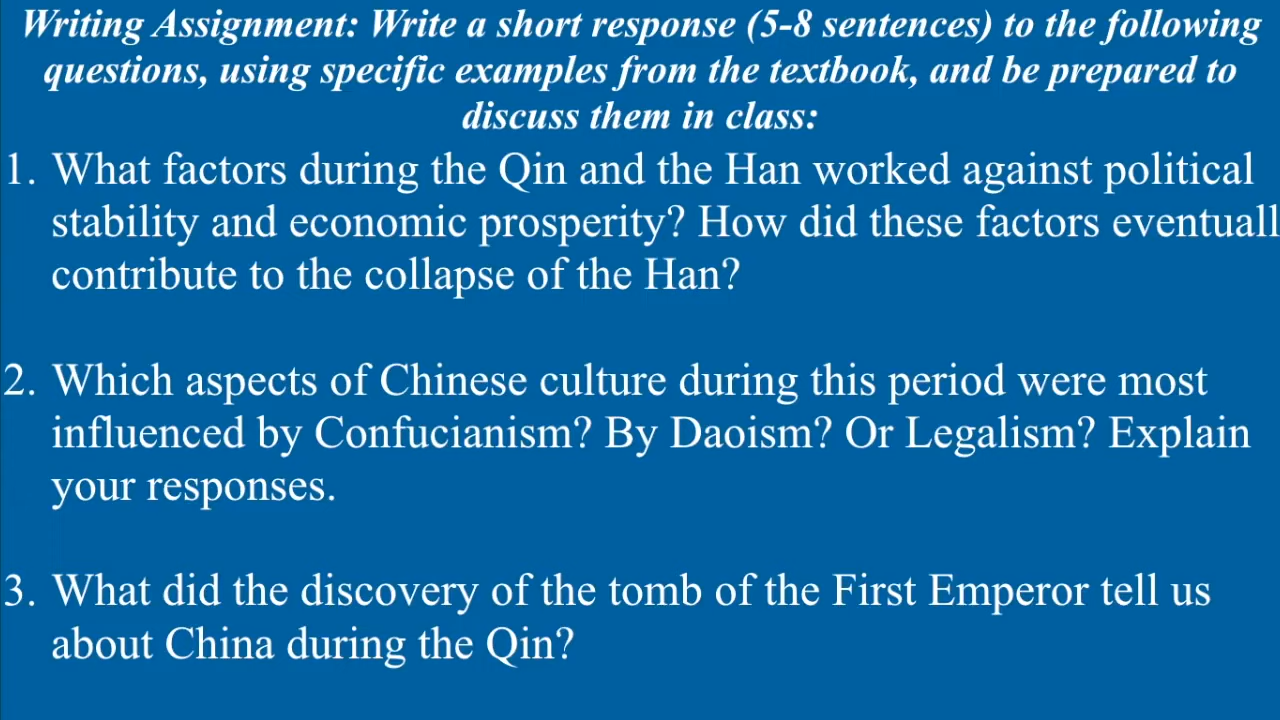 Writing Assignment: Write a short response (5-8 sentences) to the following
questions, using specific examples from the textbook, and be prepared to
discuss them in class:
1. What factors during the Qin and the Han worked against political
stability and economic prosperity? How did these factors eventuall
contribute to the collapse of the Han?
2. Which aspects of Chinese culture during this period were most
influenced by Confucianism? By Daoism? Or Legalism? Explain
your responses.
3. What did the discovery of the tomb of the First Emperor tell us
about China during the Qin?